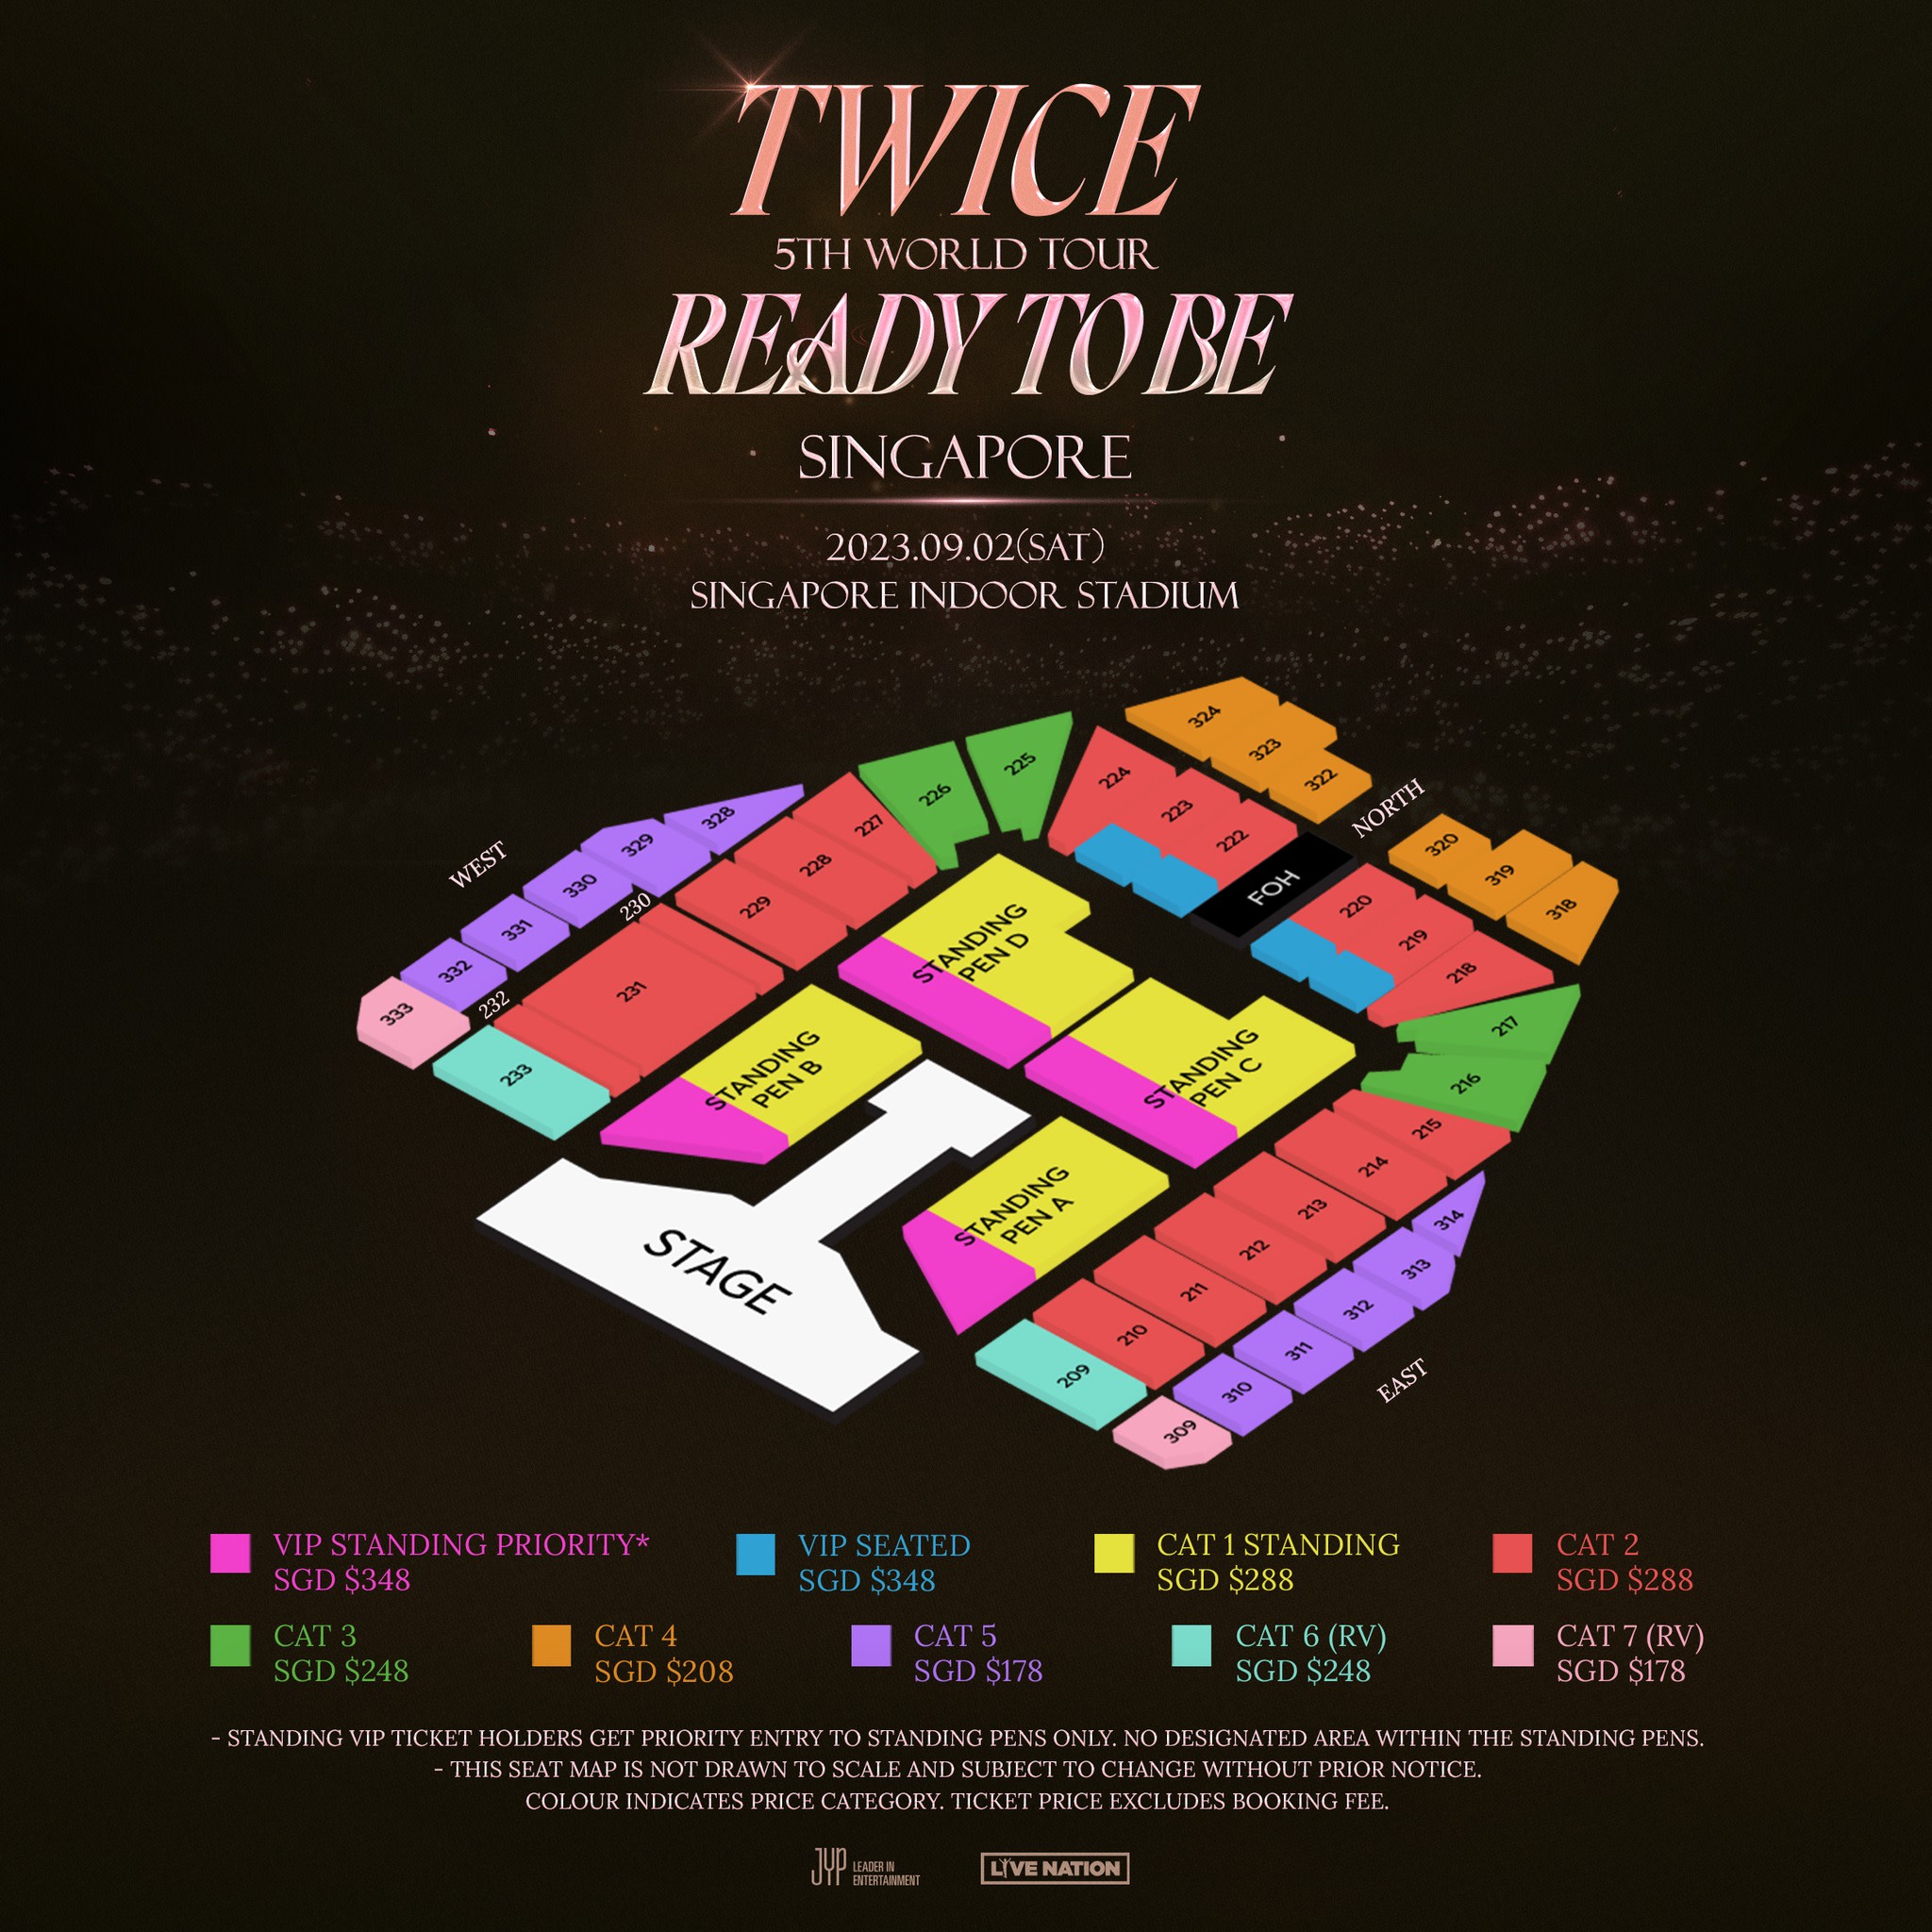 TWICE
5TH WORLD TOUR
READY TO BE
SINGAPORE
2023.09.02(SAT)
SINGAPORE INDOOR STADIUM
324
323
322
NORTH
320
319
318
225
226
224
223
222
FOH
220
219
218
217
216
215
214
213
212
211
210
209
WEST
328
329
330
331
332
333
227
228
229
230
231
232
233
STANDING
PEN D
STANDING
PEN C
STANDING
PEN B
STANDING
PEN A
STAGE
314
313
312
311
310
309
EAST
VIP STANDING PRIORITY*
SGD $348
VIP SEATED
SGD $348
CAT 1 STANDING
SGD $288
CAT 2
SGD $288
CAT 3
SGD $248
CAT 4
SGD $208
CAT 5
SGD $178
CAT 6 (RV)
SGD $248
CAT 7 (RV)
SGD $178
- STANDING VIP TICKET HOLDERS GET PRIORITY ENTRY TO STANDING PENS ONLY. NO DESIGNATED AREA WITHIN THE STANDING PENS.
- THIS SEAT MAP IS NOT DRAWN TO SCALE AND SUBJECT TO CHANGE WITHOUT PRIOR NOTICE.
COLOUR INDICATES PRICE CATEGORY. TICKET PRICE EXCLUDES BOOKING FEE.
JYP LEADER IN
ENTERTAINMENT
LIVE NATION